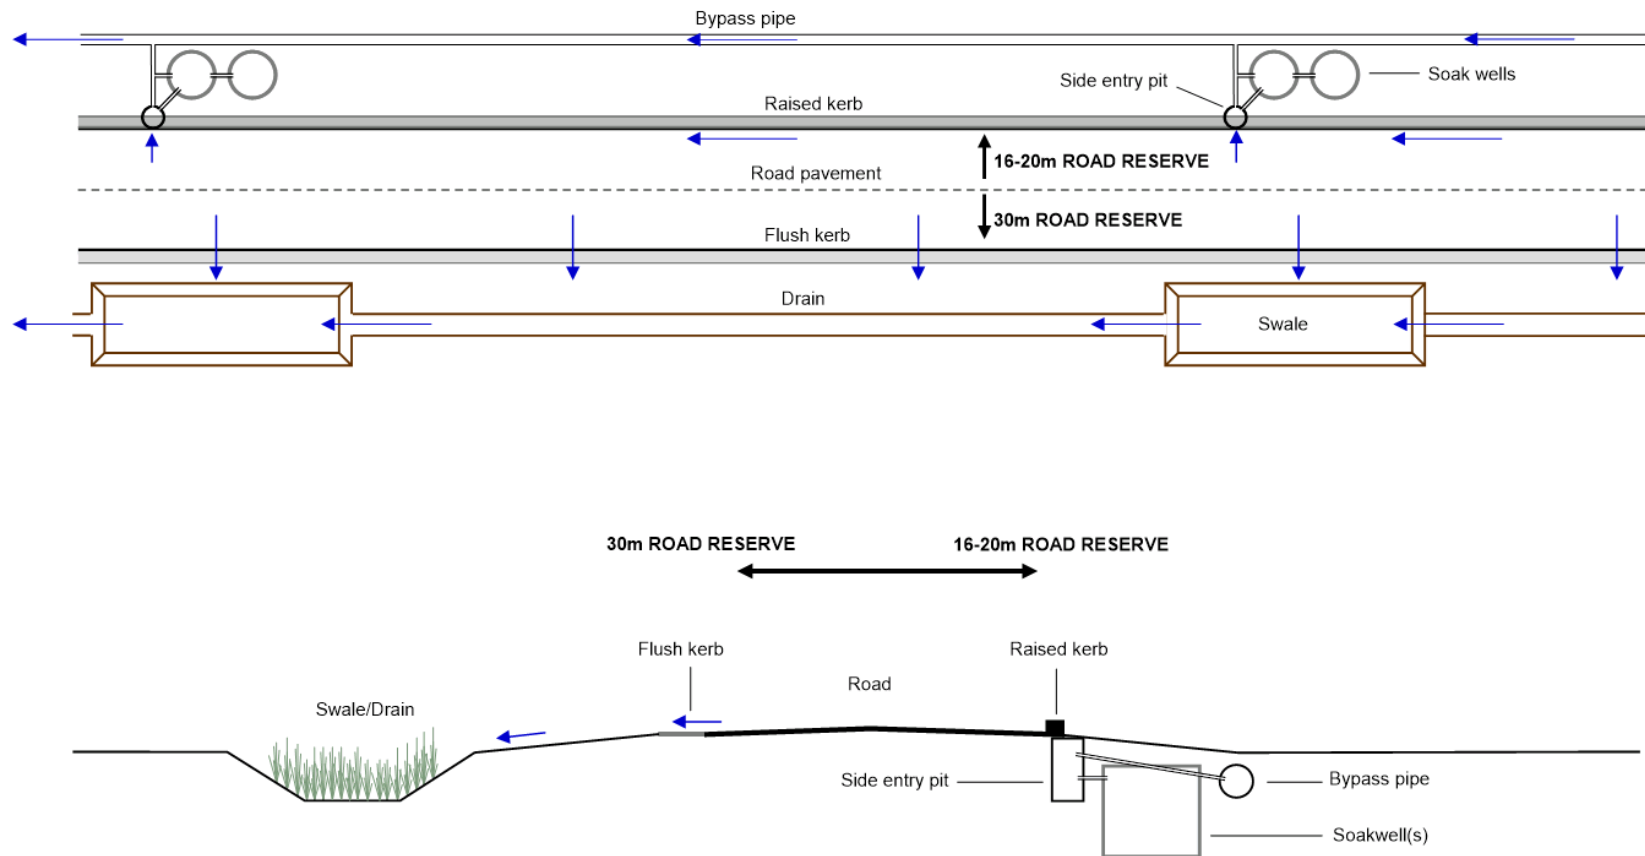 Bypass pipe
Side entry pit
Soak wells
Raised kerb
16-20m ROAD RESERVE
Road pavement
30m ROAD RESERVE
Flush kerb
Drain
Swale
30m ROAD RESERVE
16-20m ROAD RESERVE
Flush kerb
Raised kerb
Road
Swale/Drain
Side entry pit
Bypass pipe
Soakwell(s)